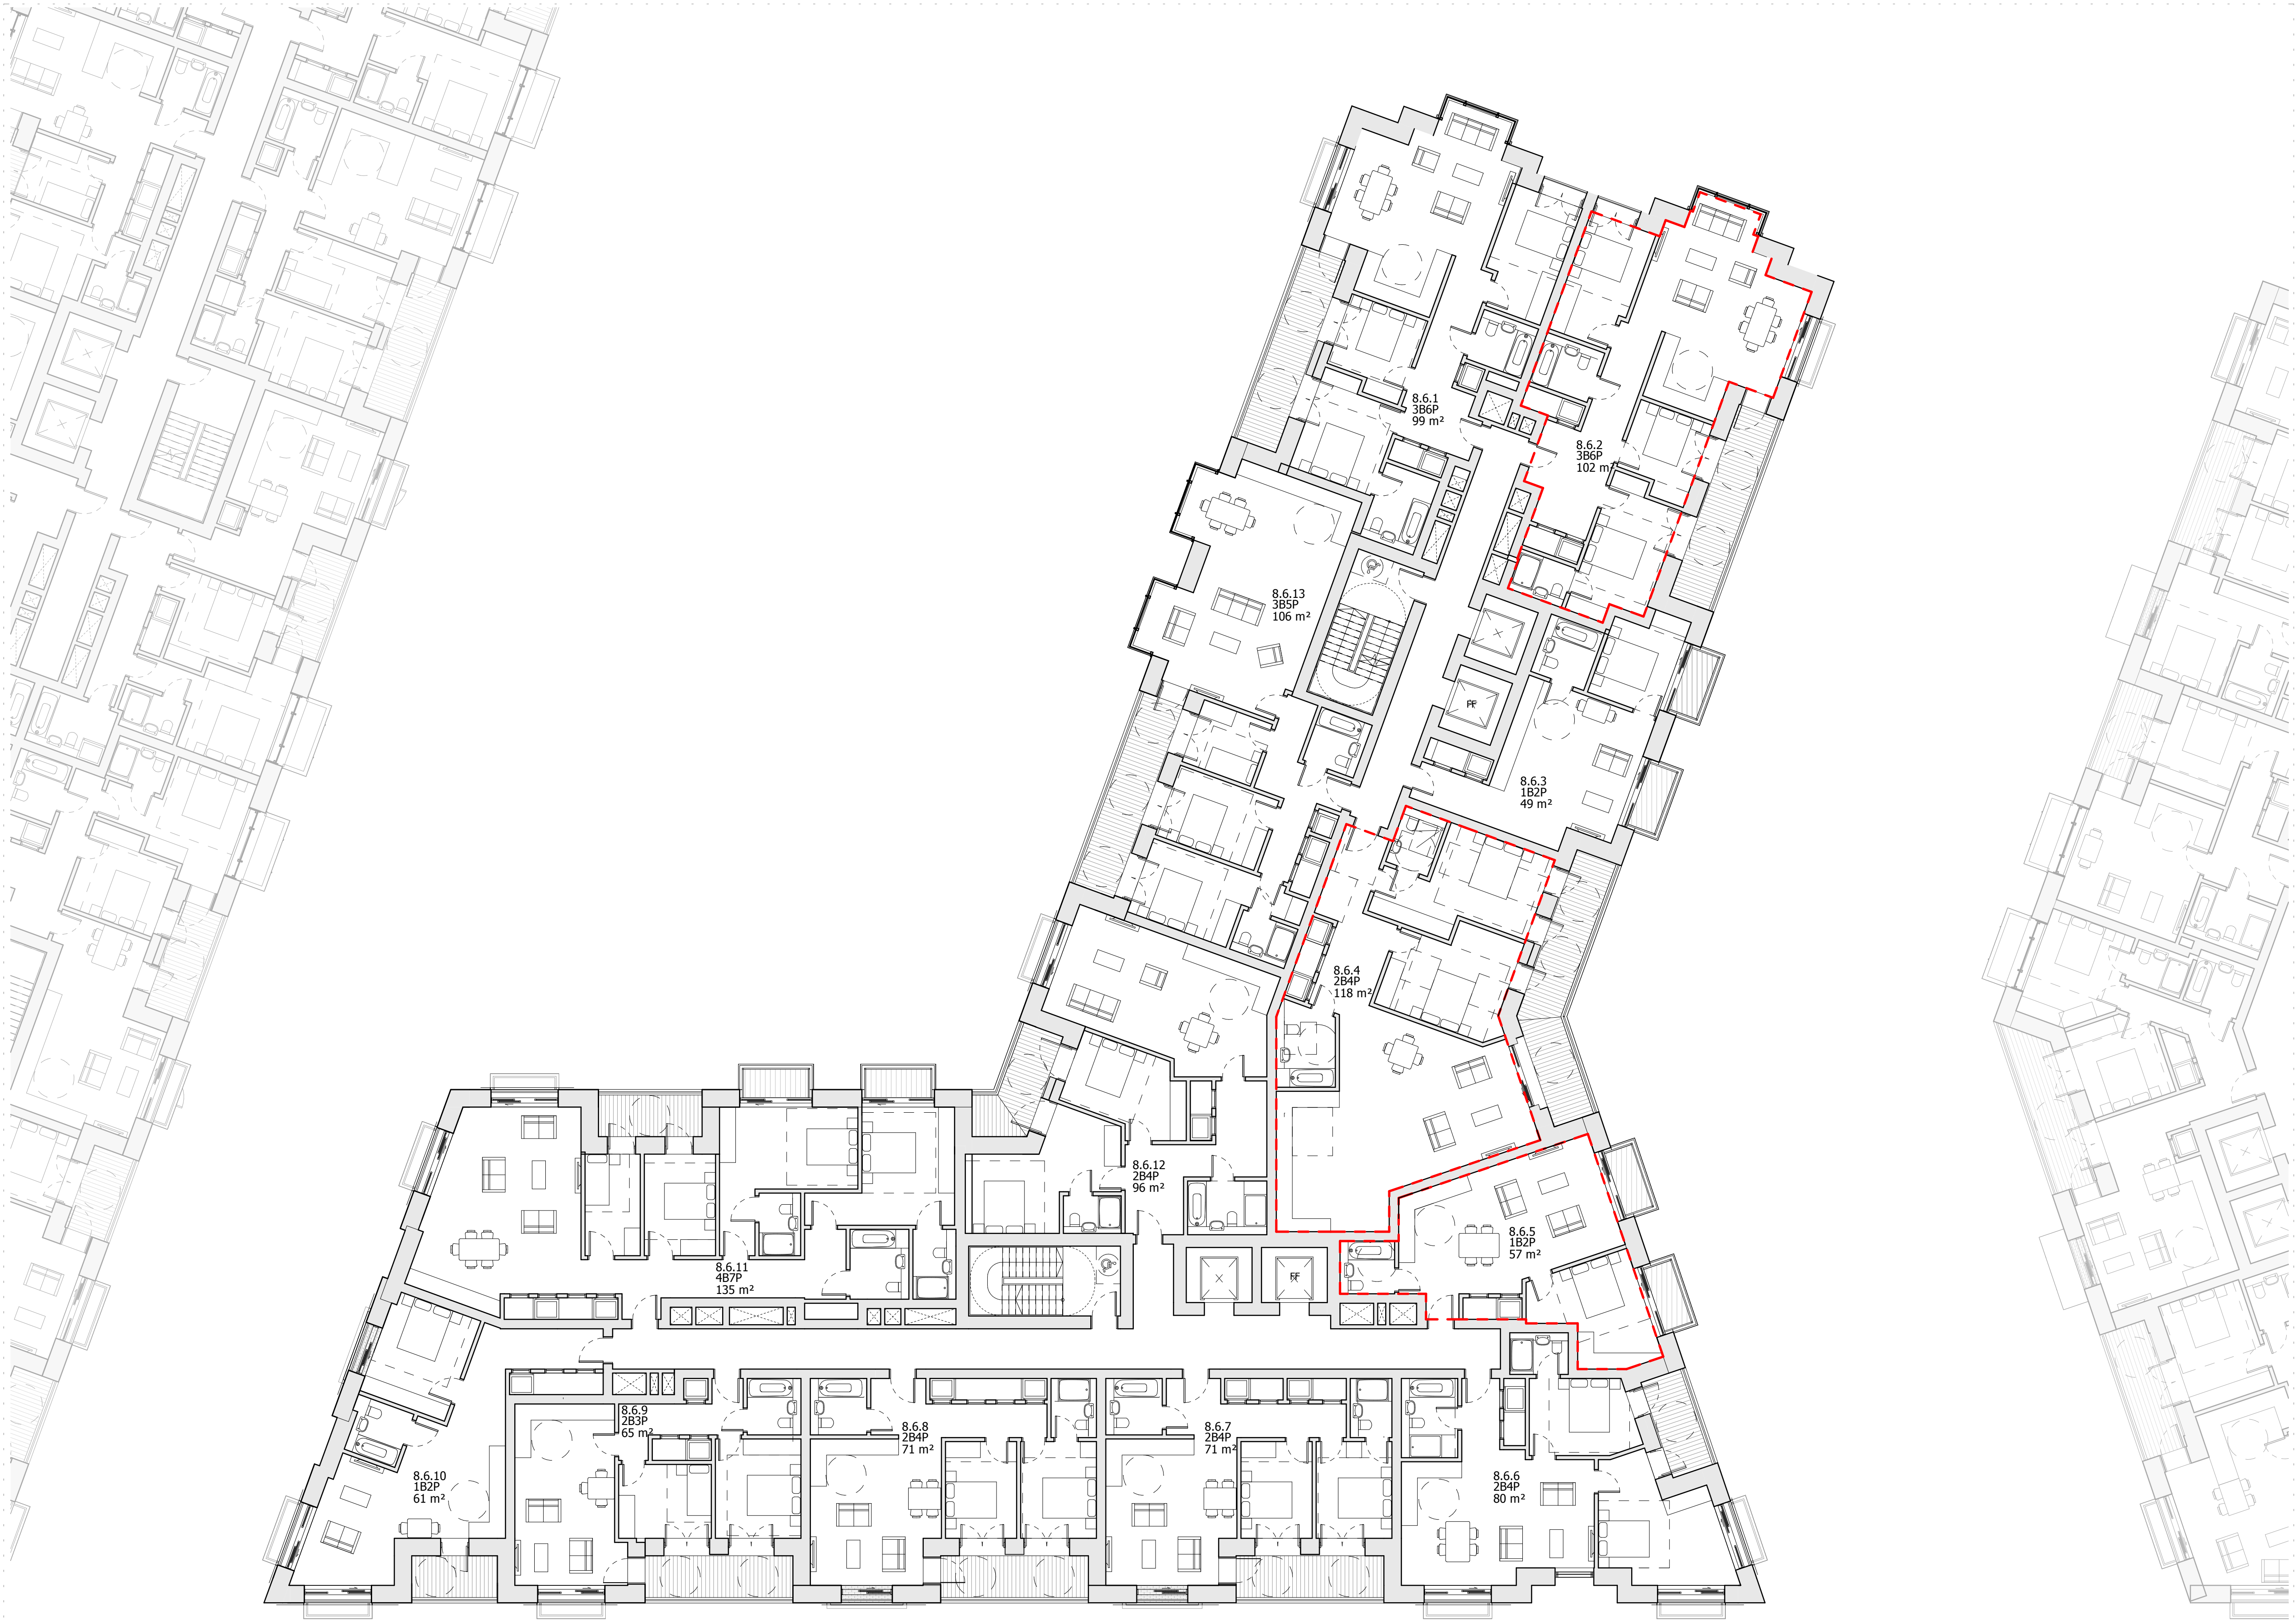 8.6.1
3B6P
99 m²
8.6.2
3B6P
102 m²
8.6.13
3B5P
106 m²
FF
8.6.3
1B2P
49 m²
8.6.4
2B4P
118 m²
8.6.12
2B4P
96 m²
8.6.5
1B2P
57 m²
8.6.11
4B7P
135 m²
FF
8.6.9
2B3P
65 m²
8.6.8
2B4P
71 m²
8.6.7
2B4P
71 m²
8.6.10
1B2P
61 m²
8.6.6
2B4P
80 m²